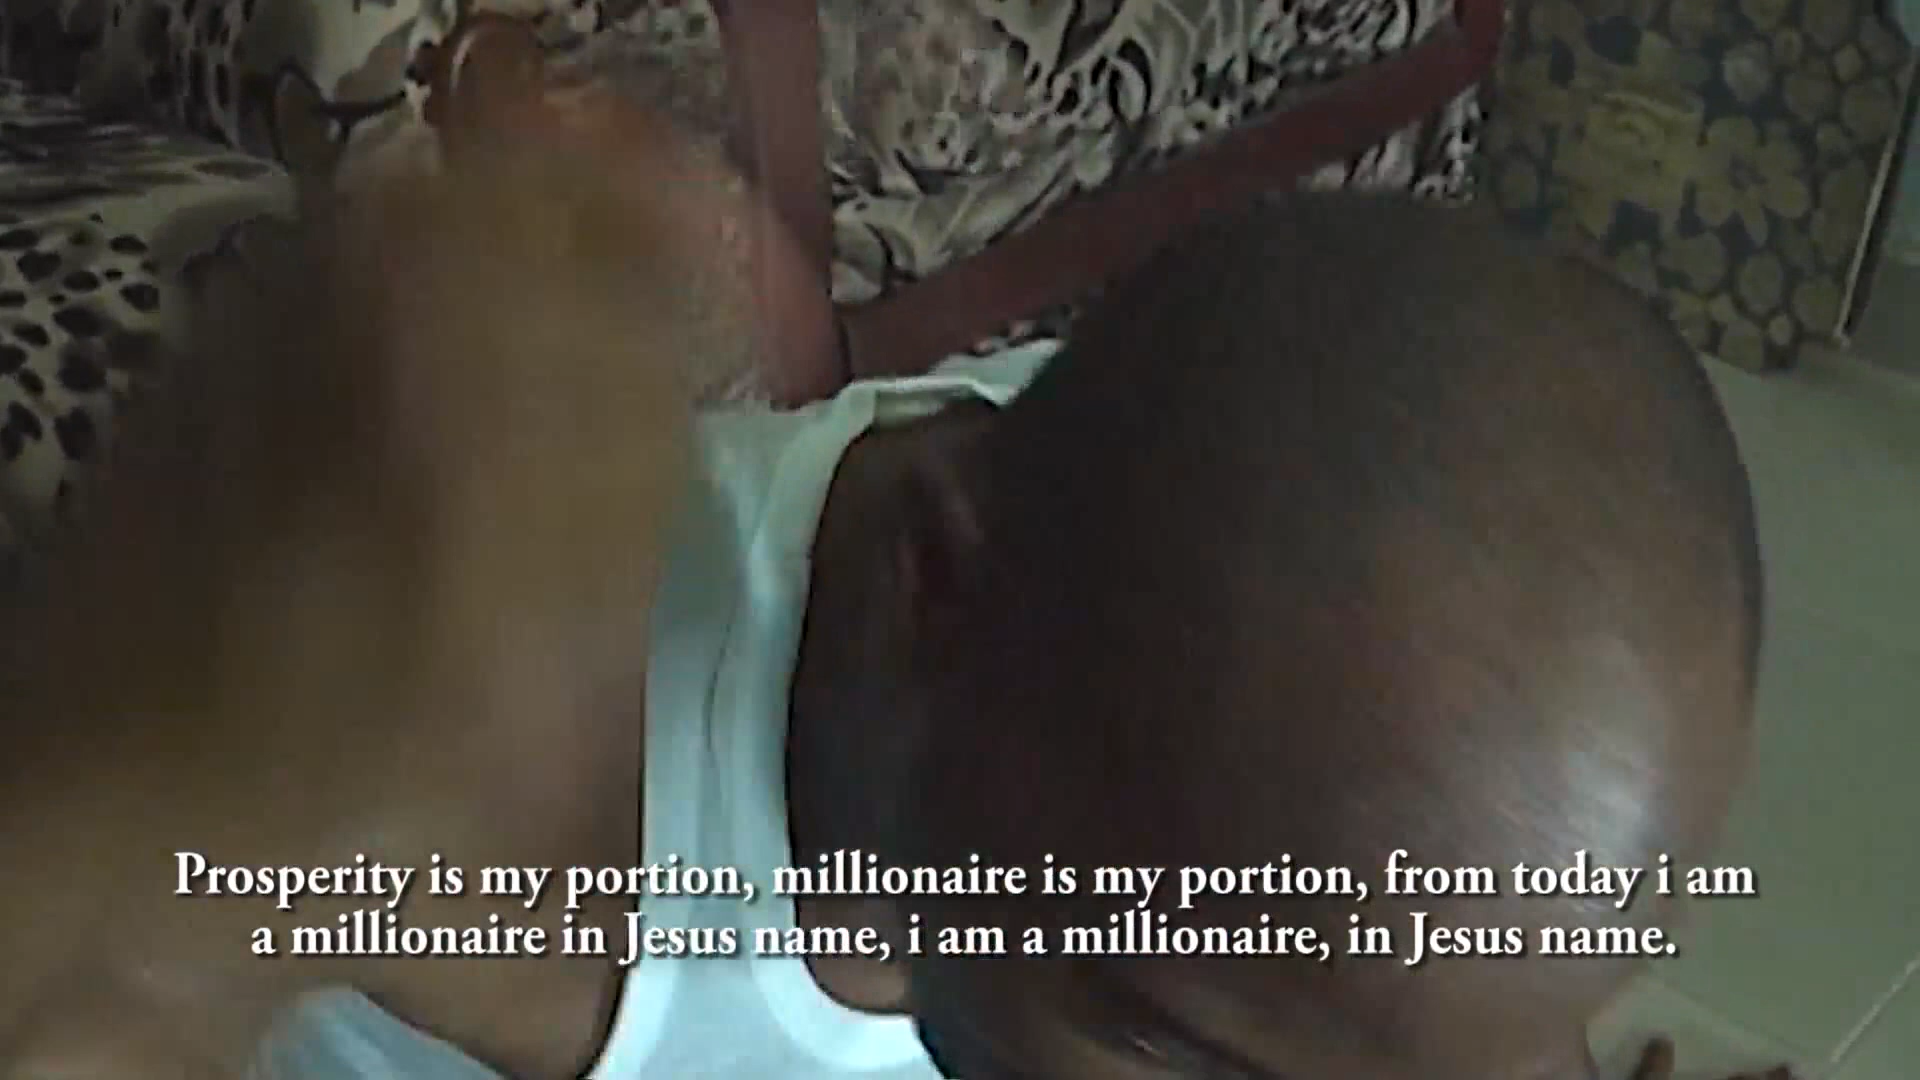 Prosperity is my portion, millionaire is my portion, from today i am
a millionaire in Jesus name, i am a millionaire, in Jesus name.